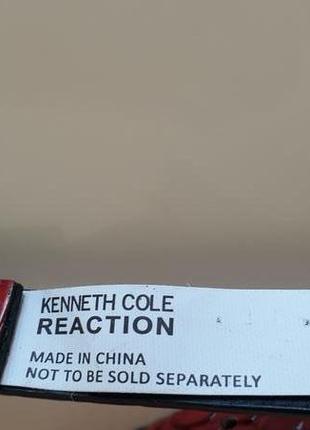 KENNETH COLE
REACTION
MADE IN CHINA
NOT TO BE SOLD SEPARATELY